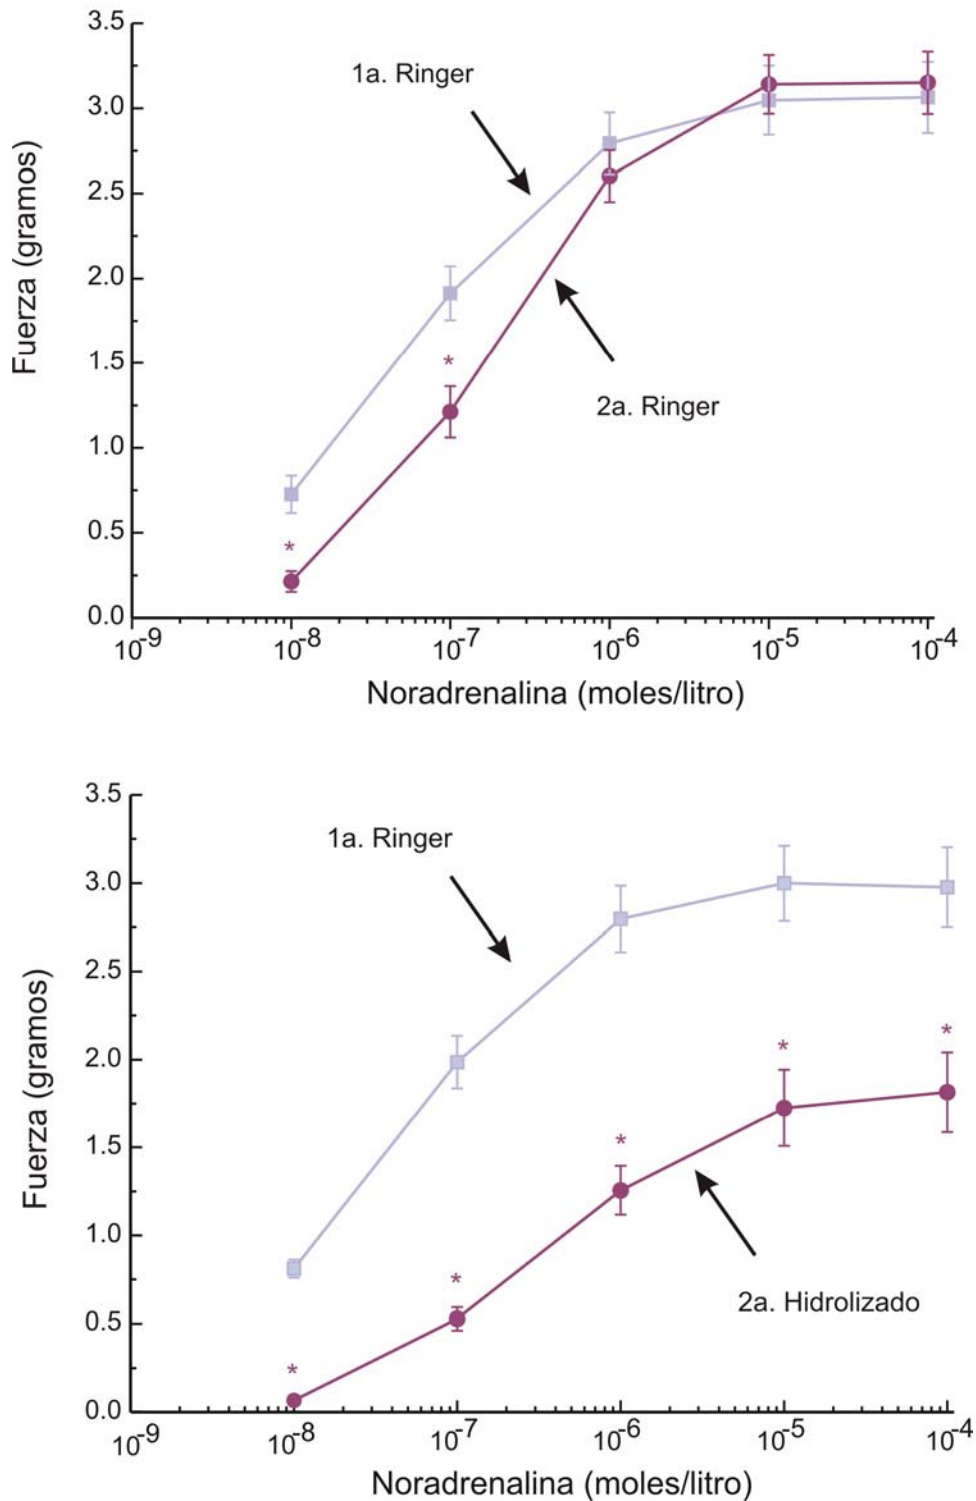 3.5
1a. Ringer
3.0
2.5
Fuerza (gramos)
2.0
*
1.5
2a. Ringer
1.0
*
0.5
0.0
10⁻⁹ 10⁻⁸ 10⁻⁷ 10⁻⁶ 10⁻⁵ 10⁻⁴
Noradrenalina (moles/litro)
3.5
1a. Ringer
3.0
2.5
Fuerza (gramos)
2.0
* *
1.5
*
1.0
*
2a. Hidrolizado
0.5
*
0.0
10⁻⁹ 10⁻⁸ 10⁻⁷ 10⁻⁶ 10⁻⁵ 10⁻⁴
Noradrenalina (moles/litro)